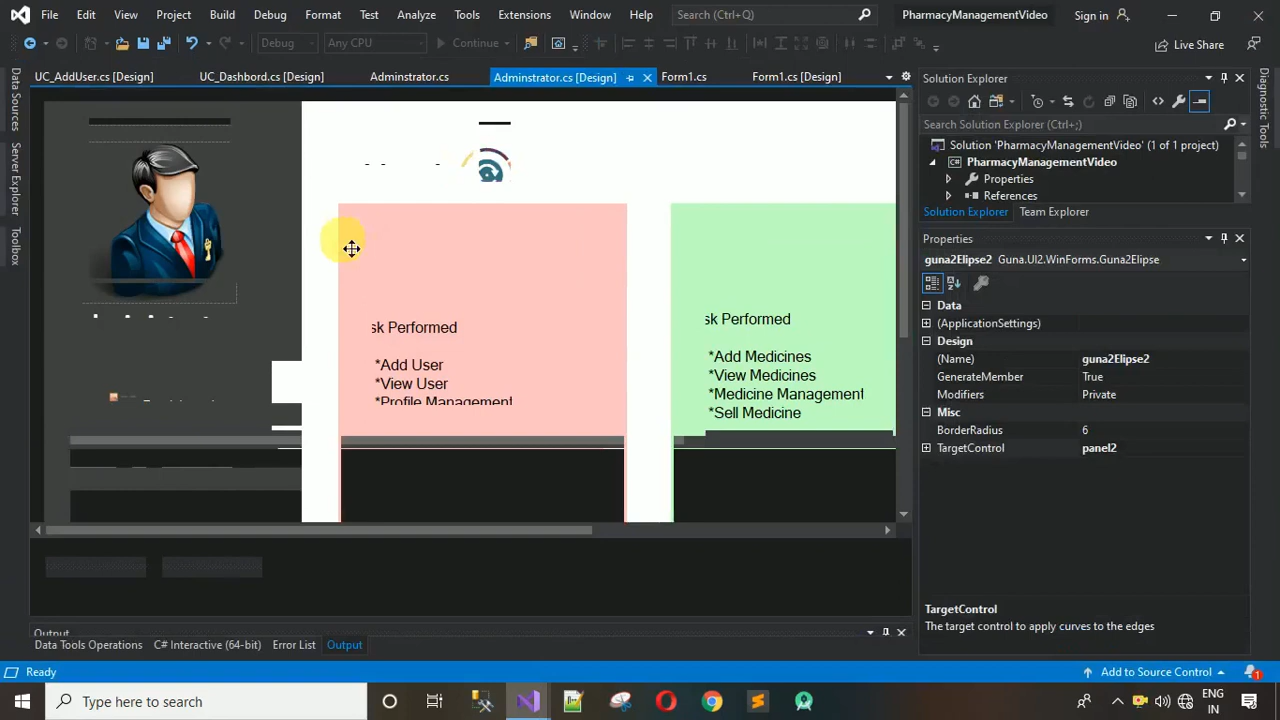 File Edit View Project Build Debug Format Test Analyze Tools Extensions Window Help Search (Ctrl+;) PharmacyManagementVideo Sign in
Debug Any CPU Continue Live Share
UC_AddUser.cs [Design] UC_Dashbord.cs [Design] Adminstrator.cs Adminstrator.cs [Design] Form1.cs Form1.cs [Design]
Data Sources
Server Explorer
Toolbox
sk Performed
*Add User
*View User
*Profile Management
sk Performed
*Add Medicines
*View Medicines
*Medicine Management
*Sell Medicine
Solution Explorer
Search Solution Explorer (Ctrl+;)
Solution 'PharmacyManagementVideo' (1 of 1 project)
PharmacyManagementVideo
Properties
References
Solution Explorer Team Explorer
Properties
guna2Elipse2 Guna.UI2.WinForms.Guna2Elipse
Data
(ApplicationSettings)
Design
(Name) guna2Elipse2
GenerateMember True
Modifiers Private
Misc
BorderRadius 6
TargetControl panel2
TargetControl
The target control to apply curves to the edges
Diagnostic Tools
Output
Data Tools Operations C# Interactive (64-bit) Error List Output
Ready Add to Source Control 1
Type here to search ENG
IN